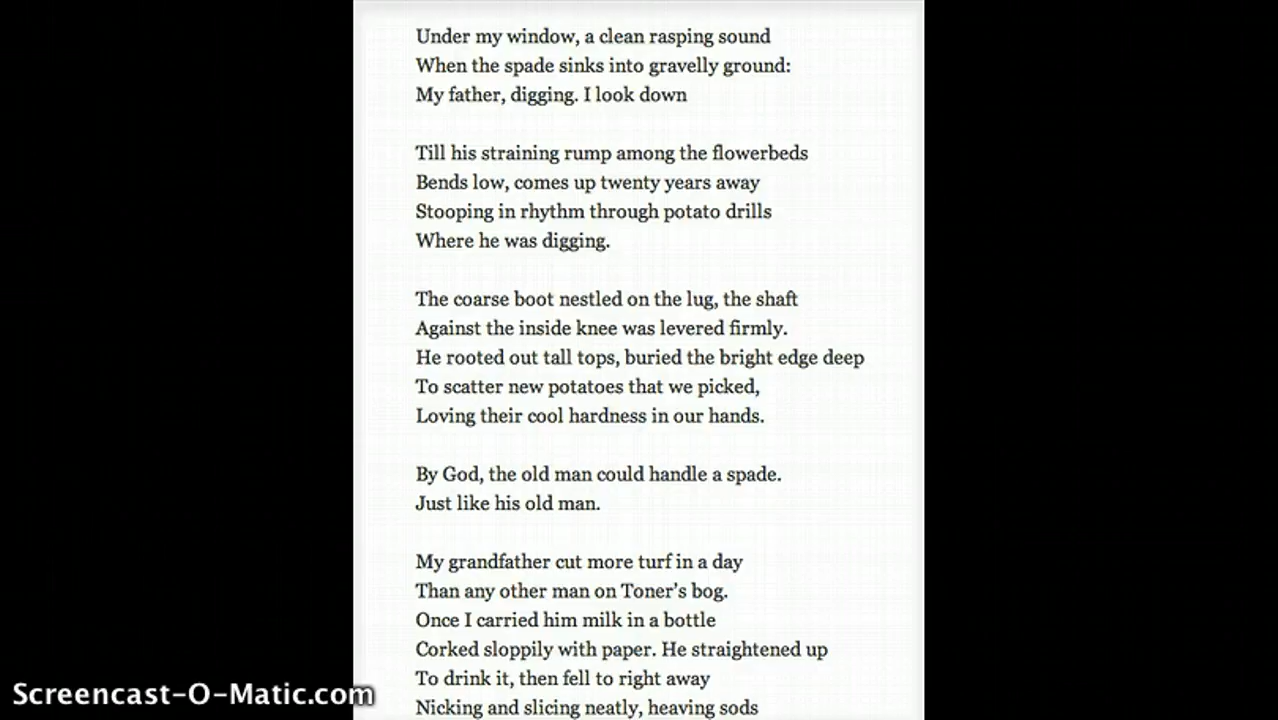 Under my window, a clean rasping sound
When the spade sinks into gravelly ground:
My father, digging. I look down
Till his straining rump among the flowerbeds
Bends low, comes up twenty years away
Stooping in rhythm through potato drills
Where he was digging.
The coarse boot nestled on the lug, the shaft
Against the inside knee was levered firmly.
He rooted out tall tops, buried the bright edge deep
To scatter new potatoes that we picked,
Loving their cool hardness in our hands.
By God, the old man could handle a spade.
Just like his old man.
My grandfather cut more turf in a day
Than any other man on Toner’s bog.
Once I carried him milk in a bottle
Corked sloppily with paper. He straightened up
To drink it, then fell to right away
Nicking and slicing neatly, heaving sods
Screencast-O-Matic.com